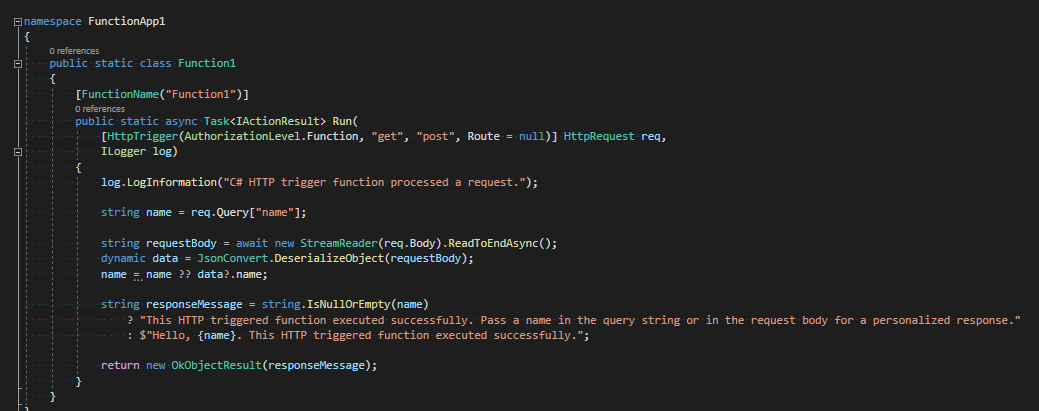 namespace FunctionApp1
{
0 references
public static class Function1
{
[FunctionName("Function1")]
0 references
public static async Task<IActionResult> Run(
[HttpTrigger(AuthorizationLevel.Function, "get", "post", Route = null)] HttpRequest req,
ILogger log)
{
log.LogInformation("C# HTTP trigger function processed a request.");
string name = req.Query["name"];
string requestBody = await new StreamReader(req.Body).ReadToEndAsync();
dynamic data = JsonConvert.DeserializeObject(requestBody);
name = name ?? data?.name;
string responseMessage = string.IsNullOrEmpty(name)
? "This HTTP triggered function executed successfully. Pass a name in the query string or in the request body for a personalized response."
: $"Hello, {name}. This HTTP triggered function executed successfully.";
return new OkObjectResult(responseMessage);
}
}
}